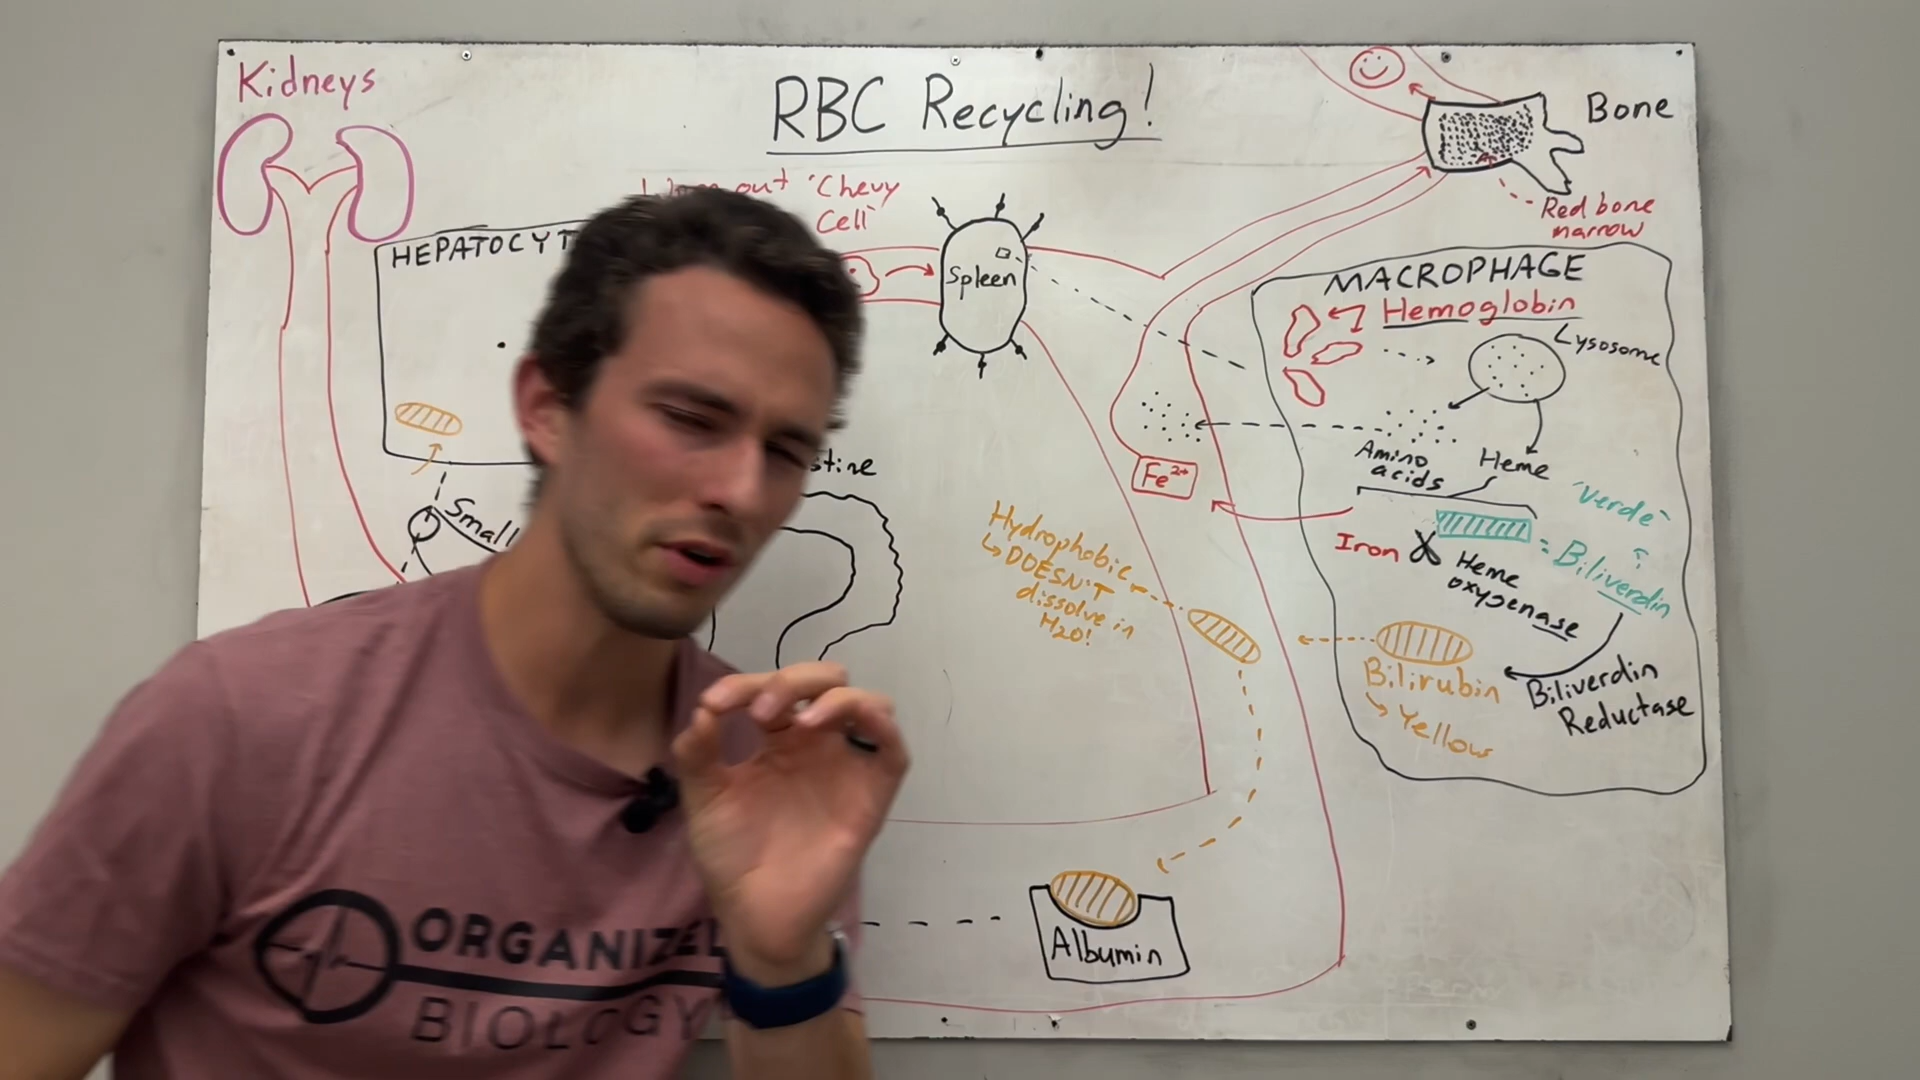 Kidneys
RBC Recycling!
Bone
Red bone
marrow
out "Chevy
Cell"
HEPATOCYT
Spleen
MACROPHAGE
Hemoglobin
Lysosome
Amino
acids
Heme
Fe²⁺
stine
Small
"Verde"
Iron
Heme
oxygenase
= Biliverdin
Hydrophobic
↳ DOESN'T
dissolve in
H2O!
Bilirubin
↳ Yellow
Biliverdin
Reductase
Albumin
ORGANIZE
BIOLOGY